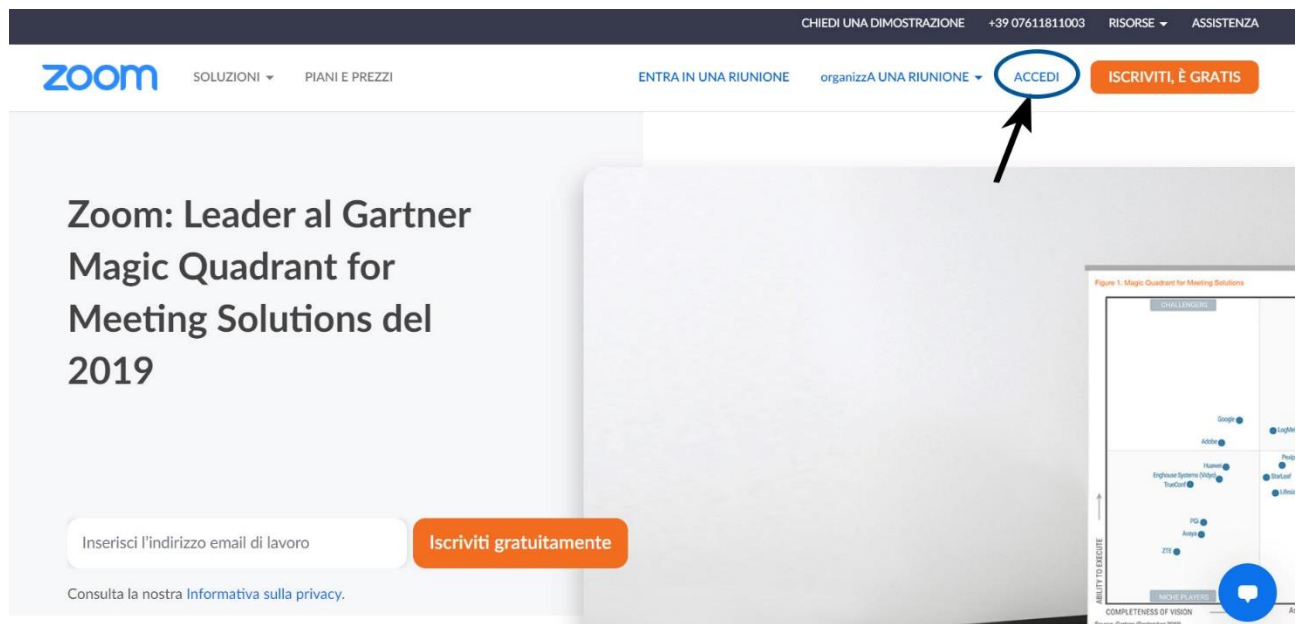 CHIEDI UNA DIMOSTRAZIONE +39 07611811003 RISORSE ASSISTENZA
zoom SOLUZIONI PIANI E PREZZI ENTRA IN UNA RIUNIONE organizzA UNA RIUNIONE ACCEDI ISCRIVITI, È GRATIS
Zoom: Leader al Gartner
Magic Quadrant for
Meeting Solutions del
2019
Inserisci l'indirizzo email di lavoro
Iscriviti gratuitamente
Consulta la nostra Informativa sulla privacy.
Figure 1. Magic Quadrant for Meeting Solutions
CHALLENGERS
Google
LogMe
Adobe
Huawei
Enghouse Systems (Vidyo)
StarLeaf
TrueConf
PGi
Avaya
ZTE
ABILITY TO EXECUTE
NICHE PLAYERS
COMPLETENESS OF VISION